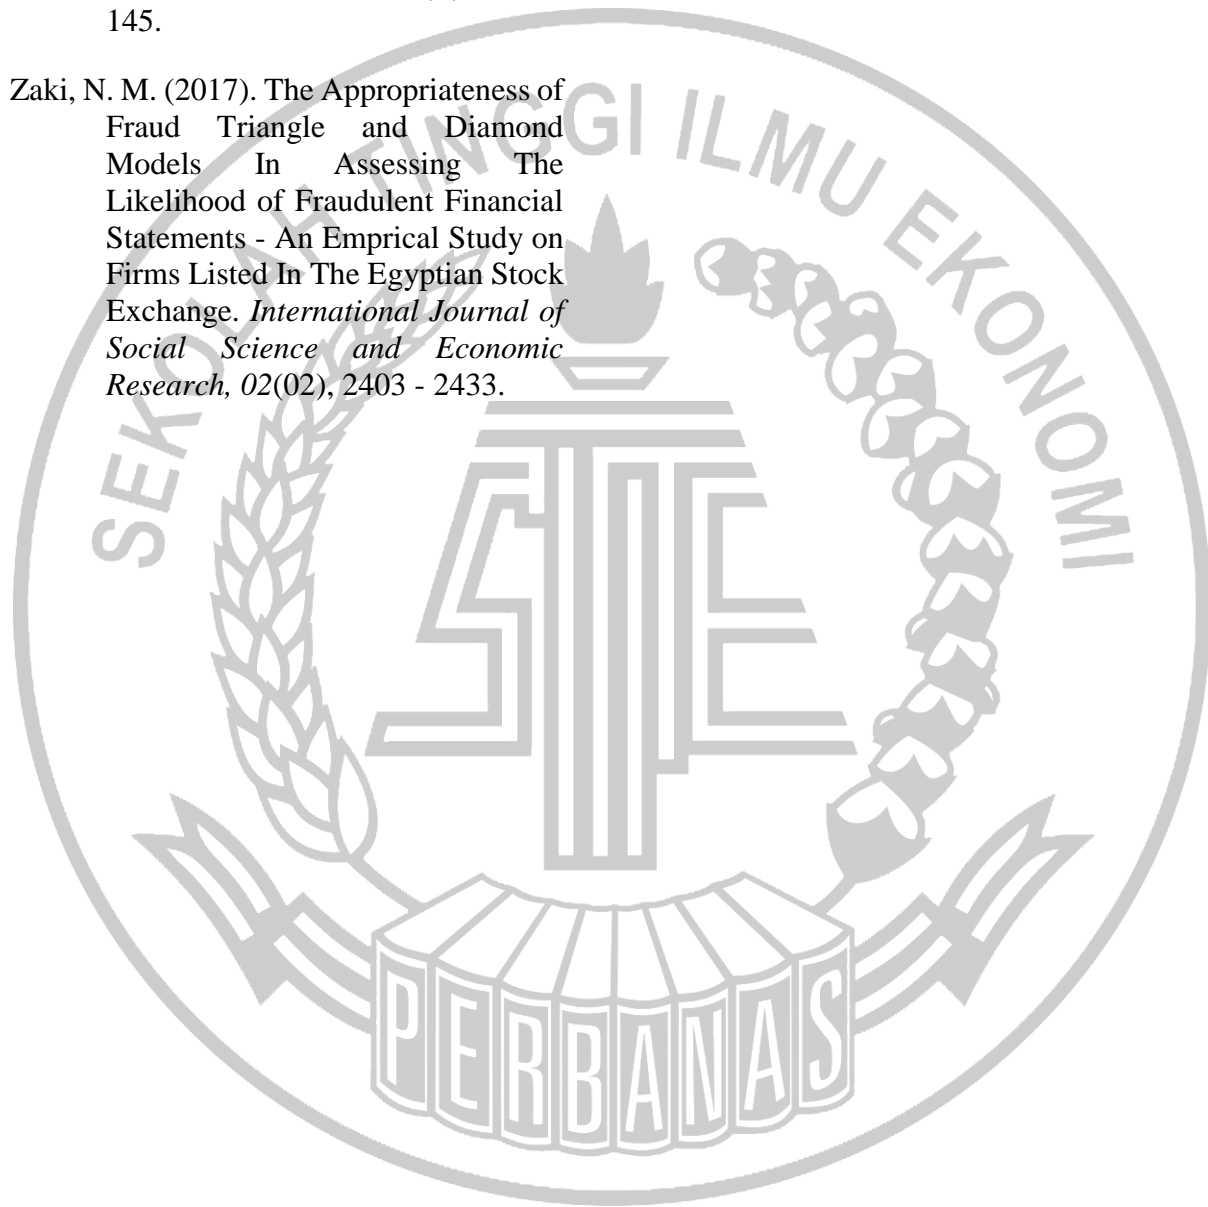 145.
Zaki, N. M. (2017). The Appropriateness of
Fraud Triangle and Diamond
Models In Assessing The
Likelihood of Fraudulent Financial
Statements - An Emprical Study on
Firms Listed In The Egyptian Stock
Exchange. International Journal of
Social Science and Economic
Research, 02(02), 2403 - 2433.
SEKOLAH TINGGI ILMU EKONOMI
STIE
PERBANAS